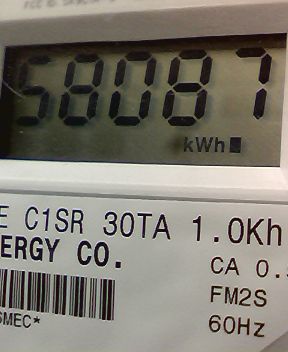 58087
kWh
E C1SR 30TA 1.0Kh
ERGY CO.
CA 0.
FM2S
60Hz
SMEC*